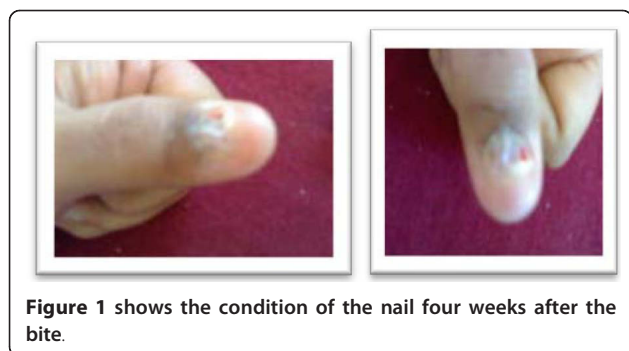 Figure 1 shows the condition of the nail four weeks after the
bite.